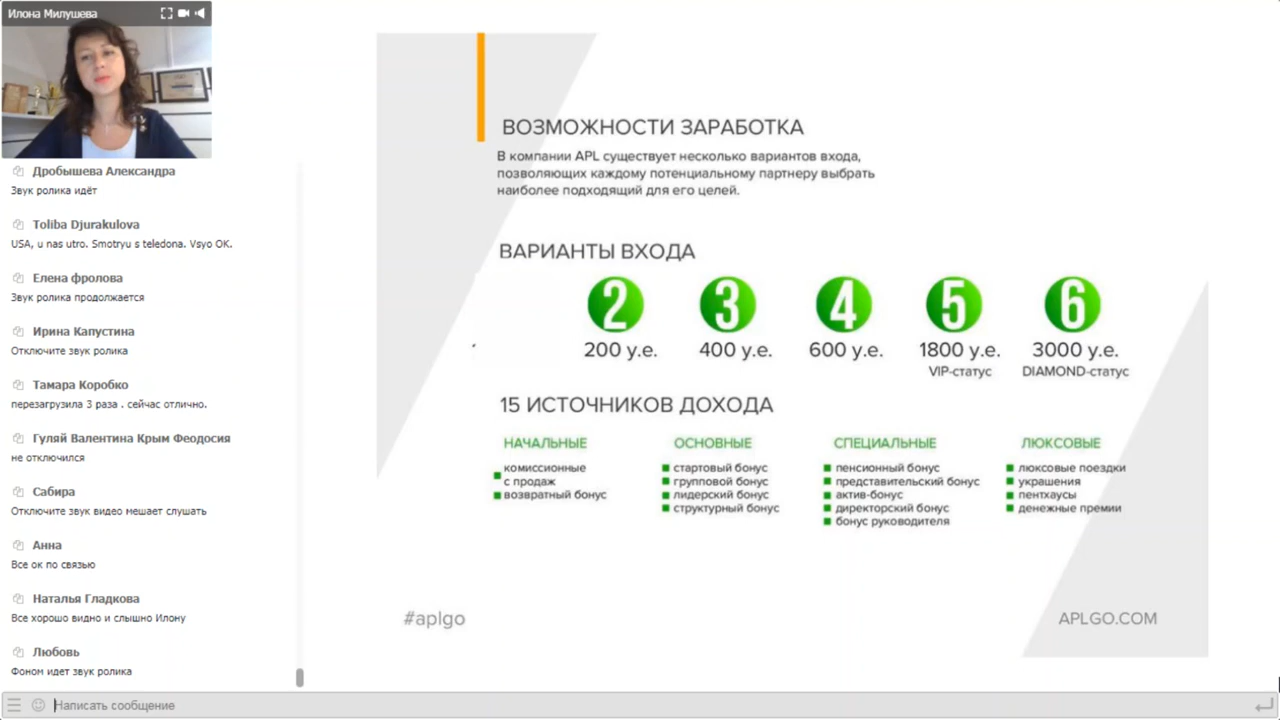 Илона Милушева
Дробышева Александра
Звук ролика идёт
Toliba Djurakulova
USA, u nas utro. Smotryu s teledona. Vsyo OK.
Елена фролова
Звук ролика продолжается
Ирина Капустина
Отключите звук ролика
Тамара Коробко
перезагрузила 3 раза . сейчас отлично.
Гуляй Валентина Крым Феодосия
не отключился
Сабира
Отключите звук видео мешает слушать
Анна
Все ок по связью
Наталья Гладкова
Все хорошо видно и слышно Илону
Любовь
Фоном идет звук ролика
Написать сообщение
ВОЗМОЖНОСТИ ЗАРАБОТКА
В компании APL существует несколько вариантов входа,
позволяющих каждому потенциальному партнеру выбрать
наиболее подходящий для его целей.
ВАРИАНТЫ ВХОДА
2 3 4 5 6
200 у.е. 400 у.е. 600 у.е. 1800 у.е. 3000 у.е.
VIP-статус DIAMOND-статус
15 ИСТОЧНИКОВ ДОХОДА
НАЧАЛЬНЫЕ
комиссионные
с продаж
возвратный бонус
ОСНОВНЫЕ
стартовый бонус
групповой бонус
лидерский бонус
структурный бонус
СПЕЦИАЛЬНЫЕ
пенсионный бонус
представительский бонус
актив-бонус
директорский бонус
бонус руководителя
ЛЮКСОВЫЕ
люксовые поездки
украшения
пентхаусы
денежные премии
#aplgo
APLGO.COM